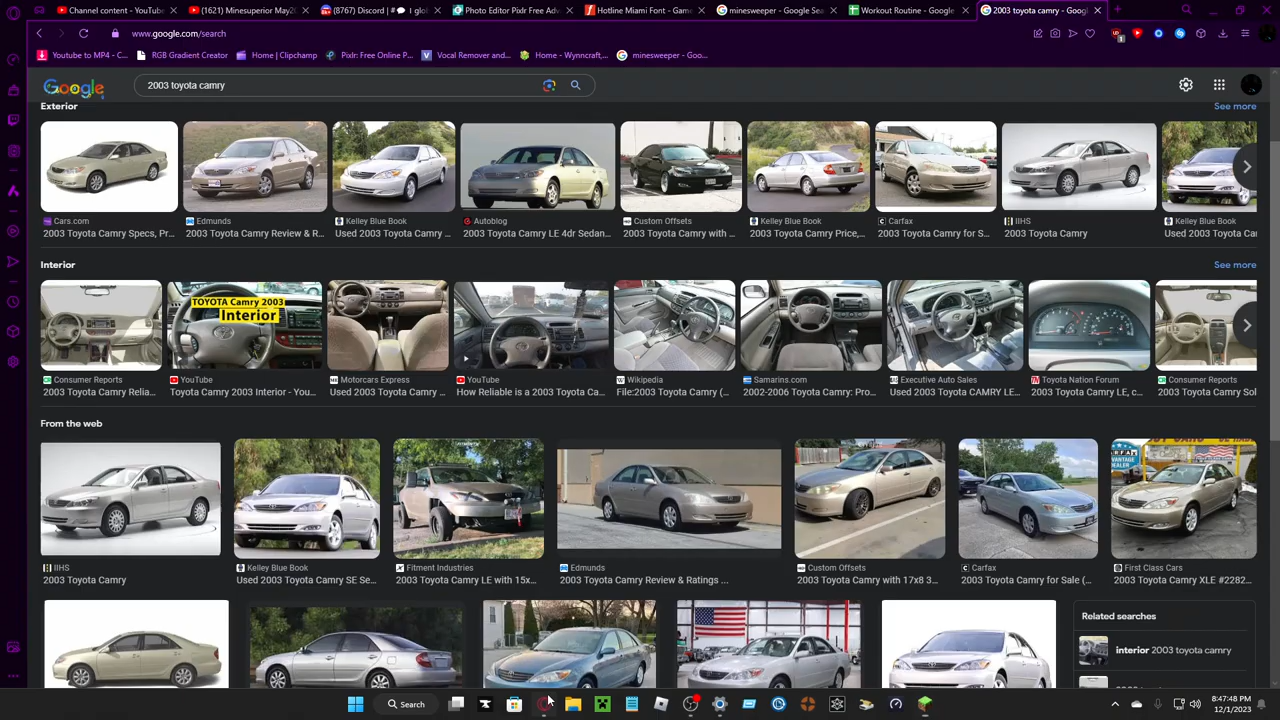 Channel content - YouTube
(1621) Minesuperior May2
(8767) Discord | # 💬 I glo
Photo Editor Pixlr Free Adv
Hotline Miami Font - Gam
minesweeper - Google Sea
Workout Routine - Google
2003 toyota camry - Googl
www.google.com/search
Youtube to MP4 - C...
RGB Gradient Creator
Home | Clipchamp
Pixlr: Free Online P...
Vocal Remover and...
Home - Wynncraft,...
minesweeper - Goo...
Google
2003 toyota camry
Exterior
See more
Cars.com
2003 Toyota Camry Specs, Pr...
Edmunds
2003 Toyota Camry Review & R...
Kelley Blue Book
Used 2003 Toyota Camry ...
Autoblog
2003 Toyota Camry LE 4dr Sedan...
Custom Offsets
2003 Toyota Camry with ...
Kelley Blue Book
2003 Toyota Camry Price,...
Carfax
2003 Toyota Camry for S...
IIHS
2003 Toyota Camry
Kelley Blue Book
Used 2003 Toyota Car
Interior
See more
TOYOTA Camry 2003
Interior
Consumer Reports
2003 Toyota Camry Relia...
YouTube
Toyota Camry 2003 Interior - You...
Motorcars Express
Used 2003 Toyota Camry ...
YouTube
How Reliable is a 2003 Toyota Ca...
Wikipedia
File:2003 Toyota Camry (...
Samarins.com
2002-2006 Toyota Camry: Pro...
Executive Auto Sales
Used 2003 Toyota CAMRY LE...
Toyota Nation Forum
2003 Toyota Camry LE, c...
Consumer Reports
2003 Toyota Camry Sol
From the web
IIHS
2003 Toyota Camry
Kelley Blue Book
Used 2003 Toyota Camry SE Se...
Fitment Industries
2003 Toyota Camry LE with 15x...
Edmunds
2003 Toyota Camry Review & Ratings ...
Custom Offsets
2003 Toyota Camry with 17x8 3...
Carfax
2003 Toyota Camry for Sale (...
First Class Cars
2003 Toyota Camry XLE #2282...
Related searches
interior 2003 toyota camry
Search
8:47:48 PM
12/1/2023